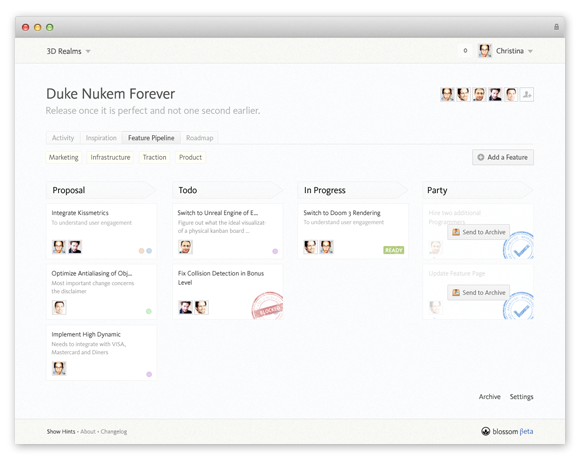 3D Realms
0
Christina
Duke Nukem Forever
Release once it is perfect and not one second earlier.
Activity
Inspiration
Feature Pipeline
Roadmap
Marketing
Infrastructure
Traction
Product
Add a Feature
Proposal
Todo
In Progress
Party
Integrate Kissmetrics
To understand user engagement
Optimize Antialiasing of Obj...
Most important change concerns
the disclaimer
Implement High Dynamic
Needs to integrate with VISA,
Mastercard and Diners
Switch to Unreal Engine of E...
Figure out what the ideal visualizat-
of a physical kanban board ...
Fix Collision Detection in Bonus
Level
BLOCKED
Switch to Doom 3 Rendering
To understand user engagement
READY
Hire two additional
Programmers
Send to Archive
Update Feature Page
Send to Archive
Archive
Settings
Show Hints • About • Changelog
blossom βeta